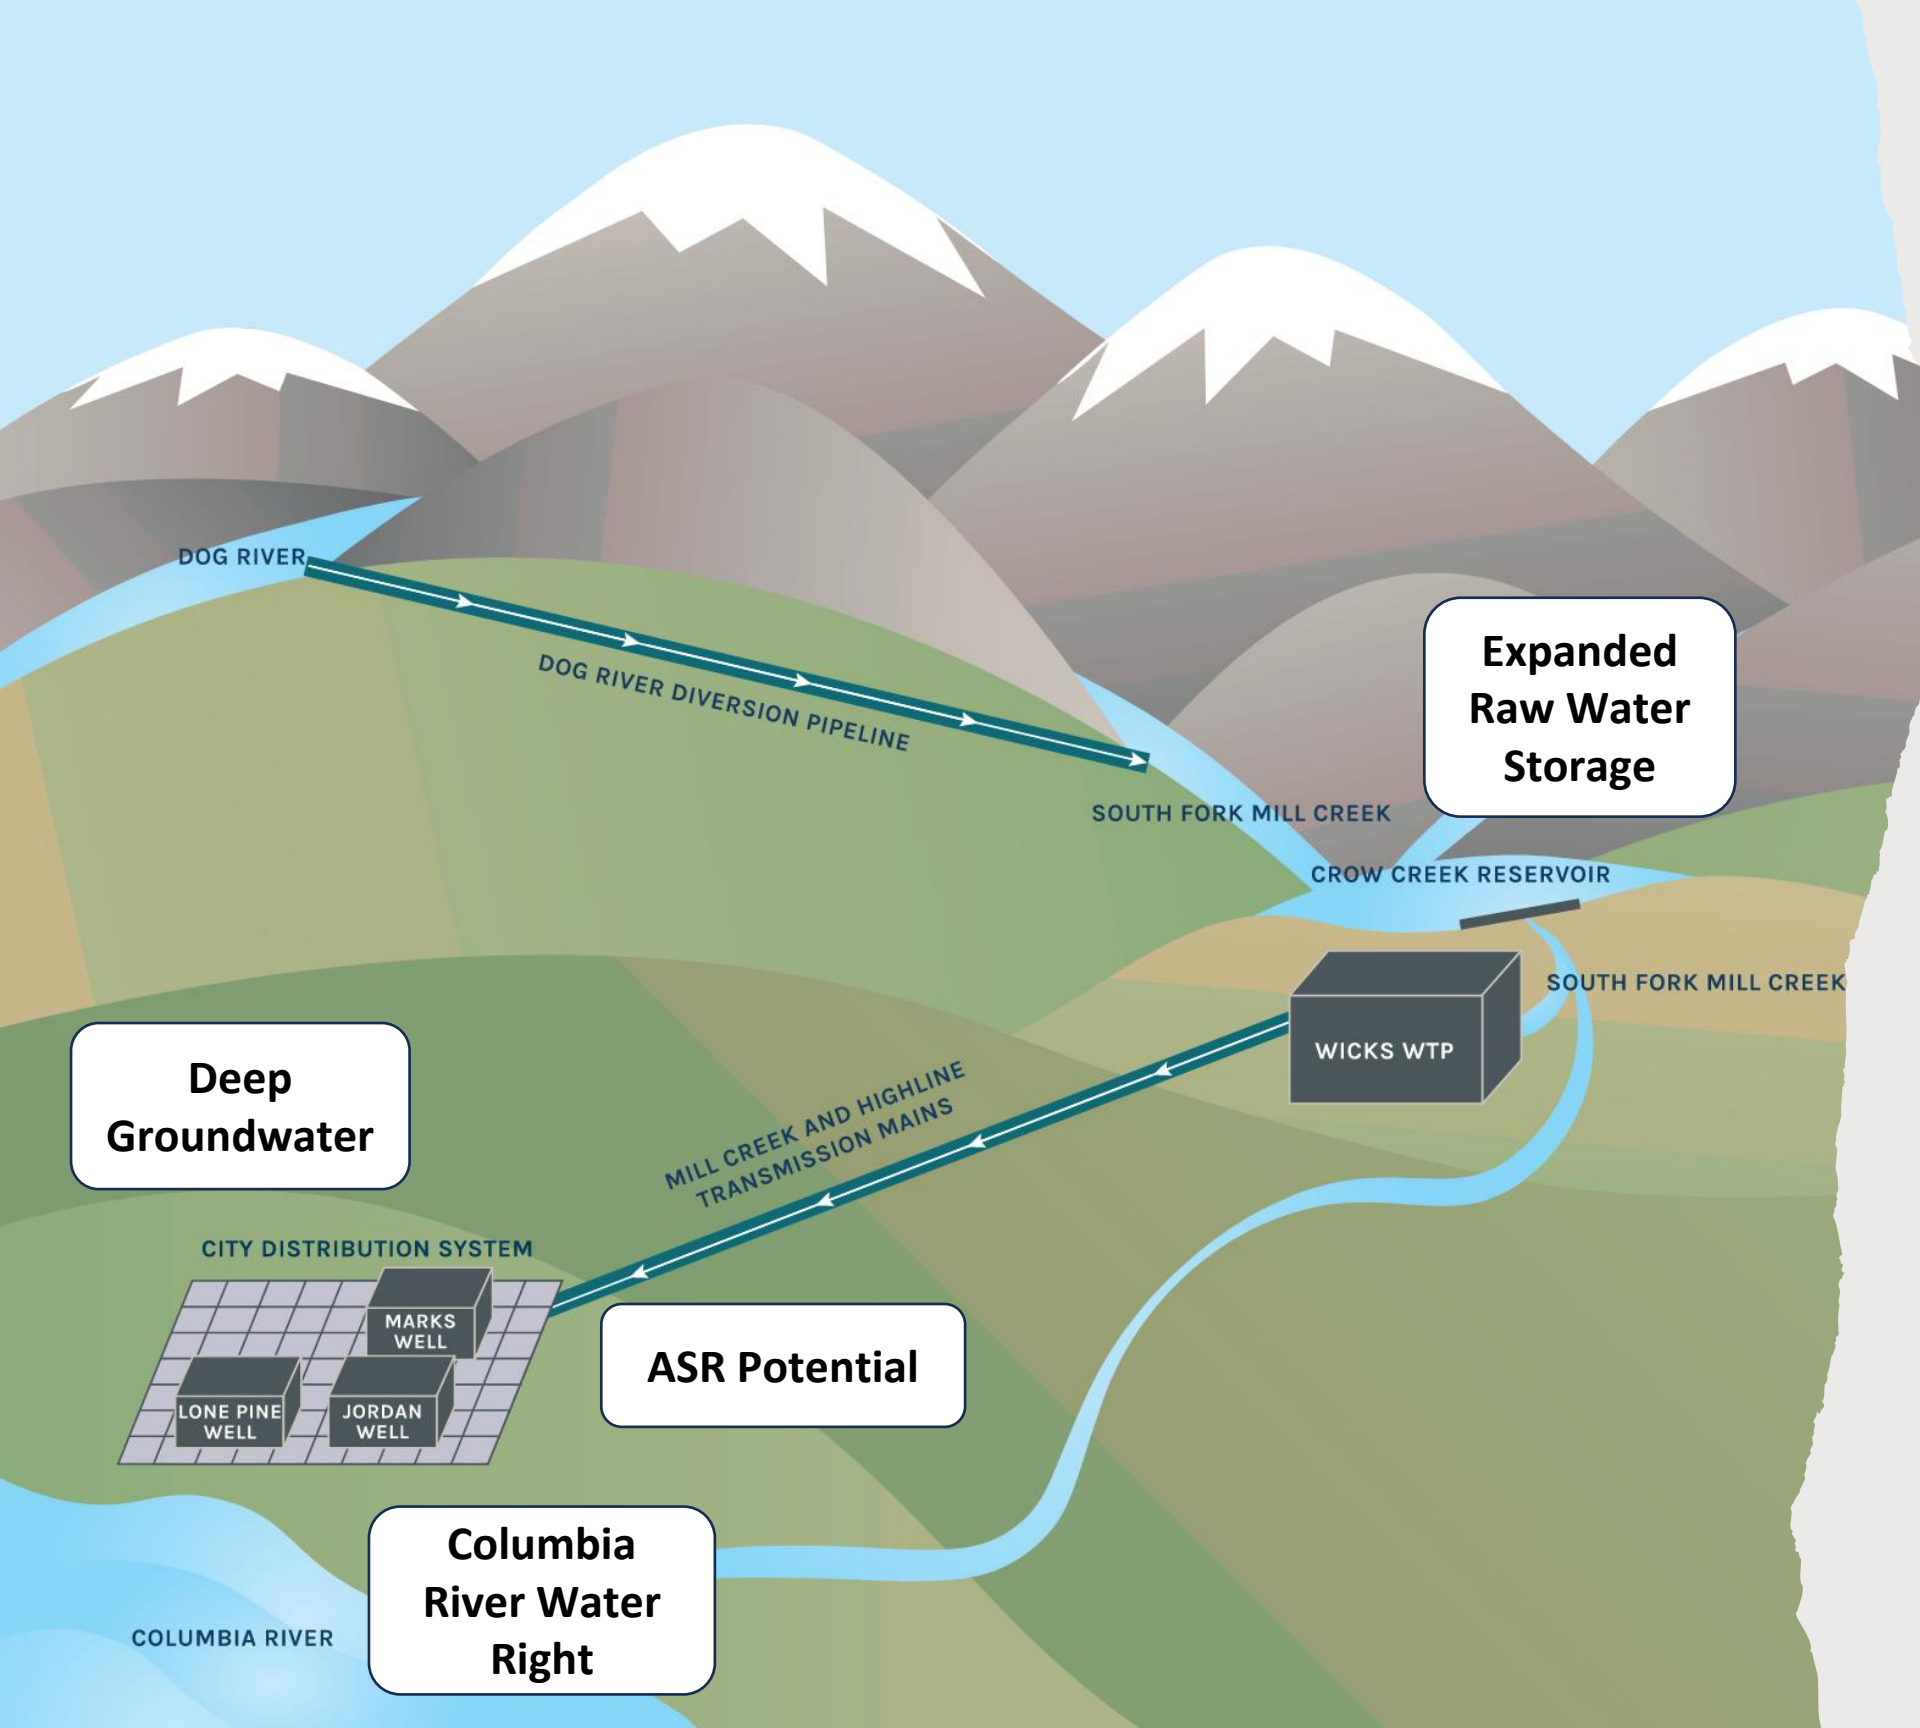 DOG RIVER
DOG RIVER DIVERSION PIPELINE
Expanded
Raw Water
Storage
SOUTH FORK MILL CREEK
CROW CREEK RESERVOIR
SOUTH FORK MILL CREEK
WICKS WTP
Deep
Groundwater
MILL CREEK AND HIGHLINE
TRANSMISSION MAINS
CITY DISTRIBUTION SYSTEM
MARKS
WELL
LONE PINE
WELL
JORDAN
WELL
ASR Potential
Columbia
River Water
Right
COLUMBIA RIVER